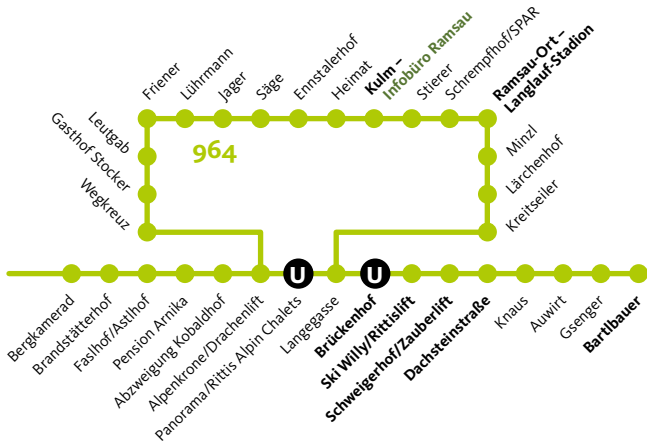 Friener
Lührmann
Jager
Säge
Ennstalerhof
Heimat
Kulm –
Infobüro Ramsau
Stierer
Schrempfhof/SPAR
Ramsau-Ort –
Langlauf-Stadion
Leutgab
Gasthof Stocker
Wegkreuz
964
Minzl
Lärchenhof
Kreitseiler
U
U
Bergkamerad
Brandstätterhof
Faslhof/Astlhof
Pension Arnika
Abzweigung Kobaldhof
Alpenkrone/Drachenlift
Panorama/Rittis Alpin Chalets
Langegasse
Brückenhof
Ski Willy/Rittislift
Schweigerhof/Zauberlift
Dachsteinstraße
Knaus
Auwirt
Gsenger
Bartlbauer